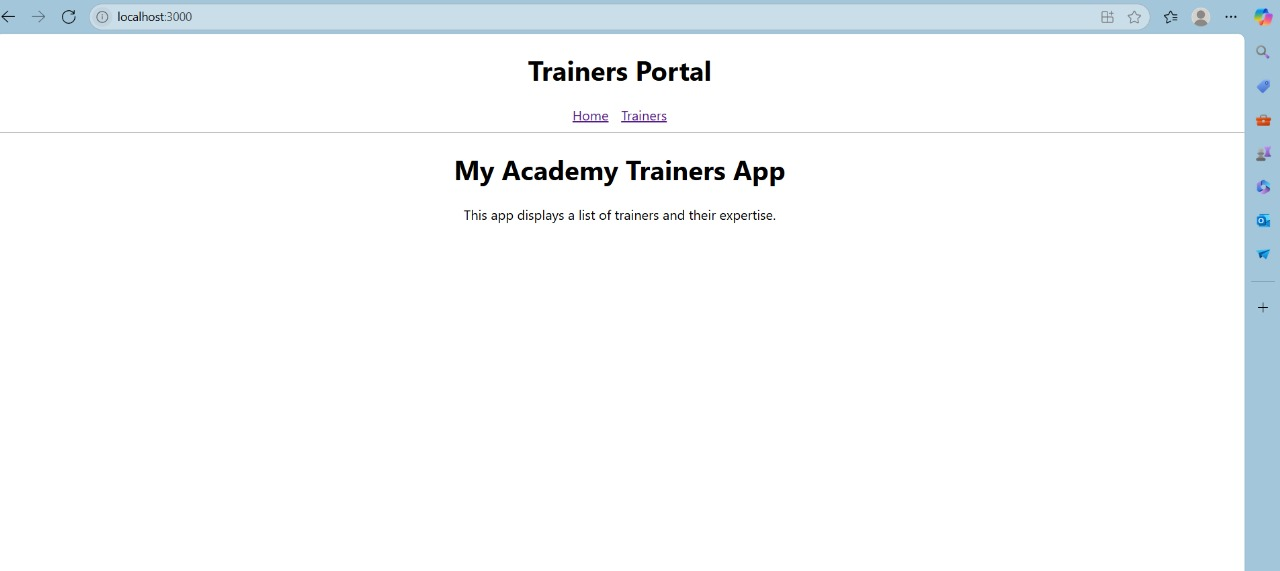 localhost:3000
Trainers Portal
Home Trainers
My Academy Trainers App
This app displays a list of trainers and their expertise.